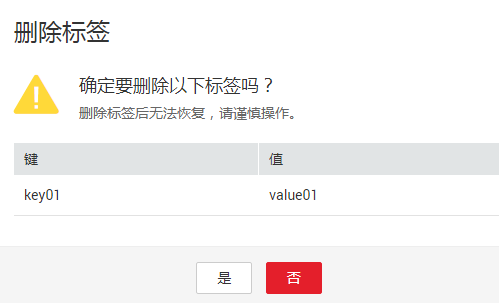 删除标签
确定要删除以下标签吗？
删除标签后无法恢复，请谨慎操作。
键 值
key01 value01
是 否